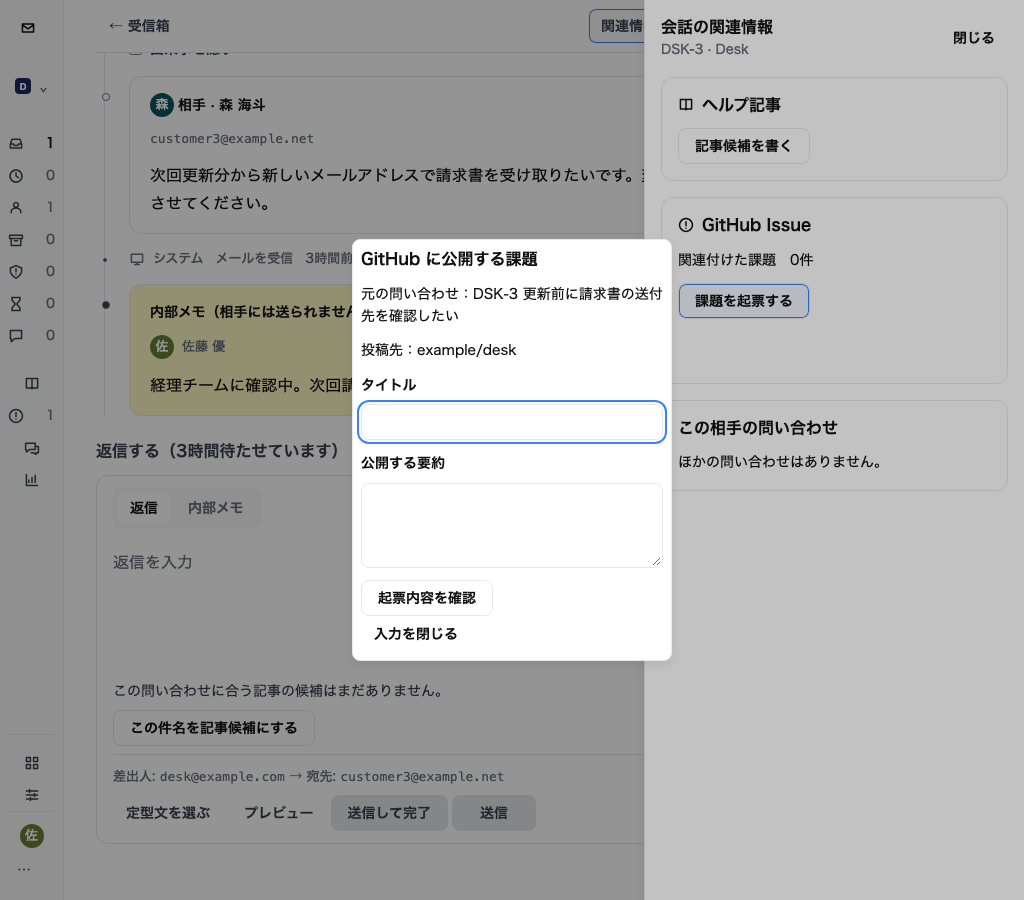 ← 受信箱
関連情
D
1
0
1
0
0
0
0
1
佐
…
森 相手 · 森 海斗
customer3@example.net
次回更新分から新しいメールアドレスで請求書を受け取りたいです。
させてください。
システム メールを受信 3時間前
内部メモ（相手には送られません
佐 佐藤 優
経理チームに確認中。次回請
返信する（3時間待たせています）
返信 内部メモ
返信を入力
この問い合わせに合う記事の候補はまだありません。
この件名を記事候補にする
差出人: desk@example.com → 宛先: customer3@example.net
定型文を選ぶ プレビュー 送信して完了 送信
GitHub に公開する課題
元の問い合わせ：DSK-3 更新前に請求書の送付
先を確認したい
投稿先：example/desk
タイトル
公開する要約
起票内容を確認
入力を閉じる
会話の関連情報
DSK-3 · Desk
閉じる
ヘルプ記事
記事候補を書く
GitHub Issue
関連付けた課題 0件
課題を起票する
この相手の問い合わせ
ほかの問い合わせはありません。